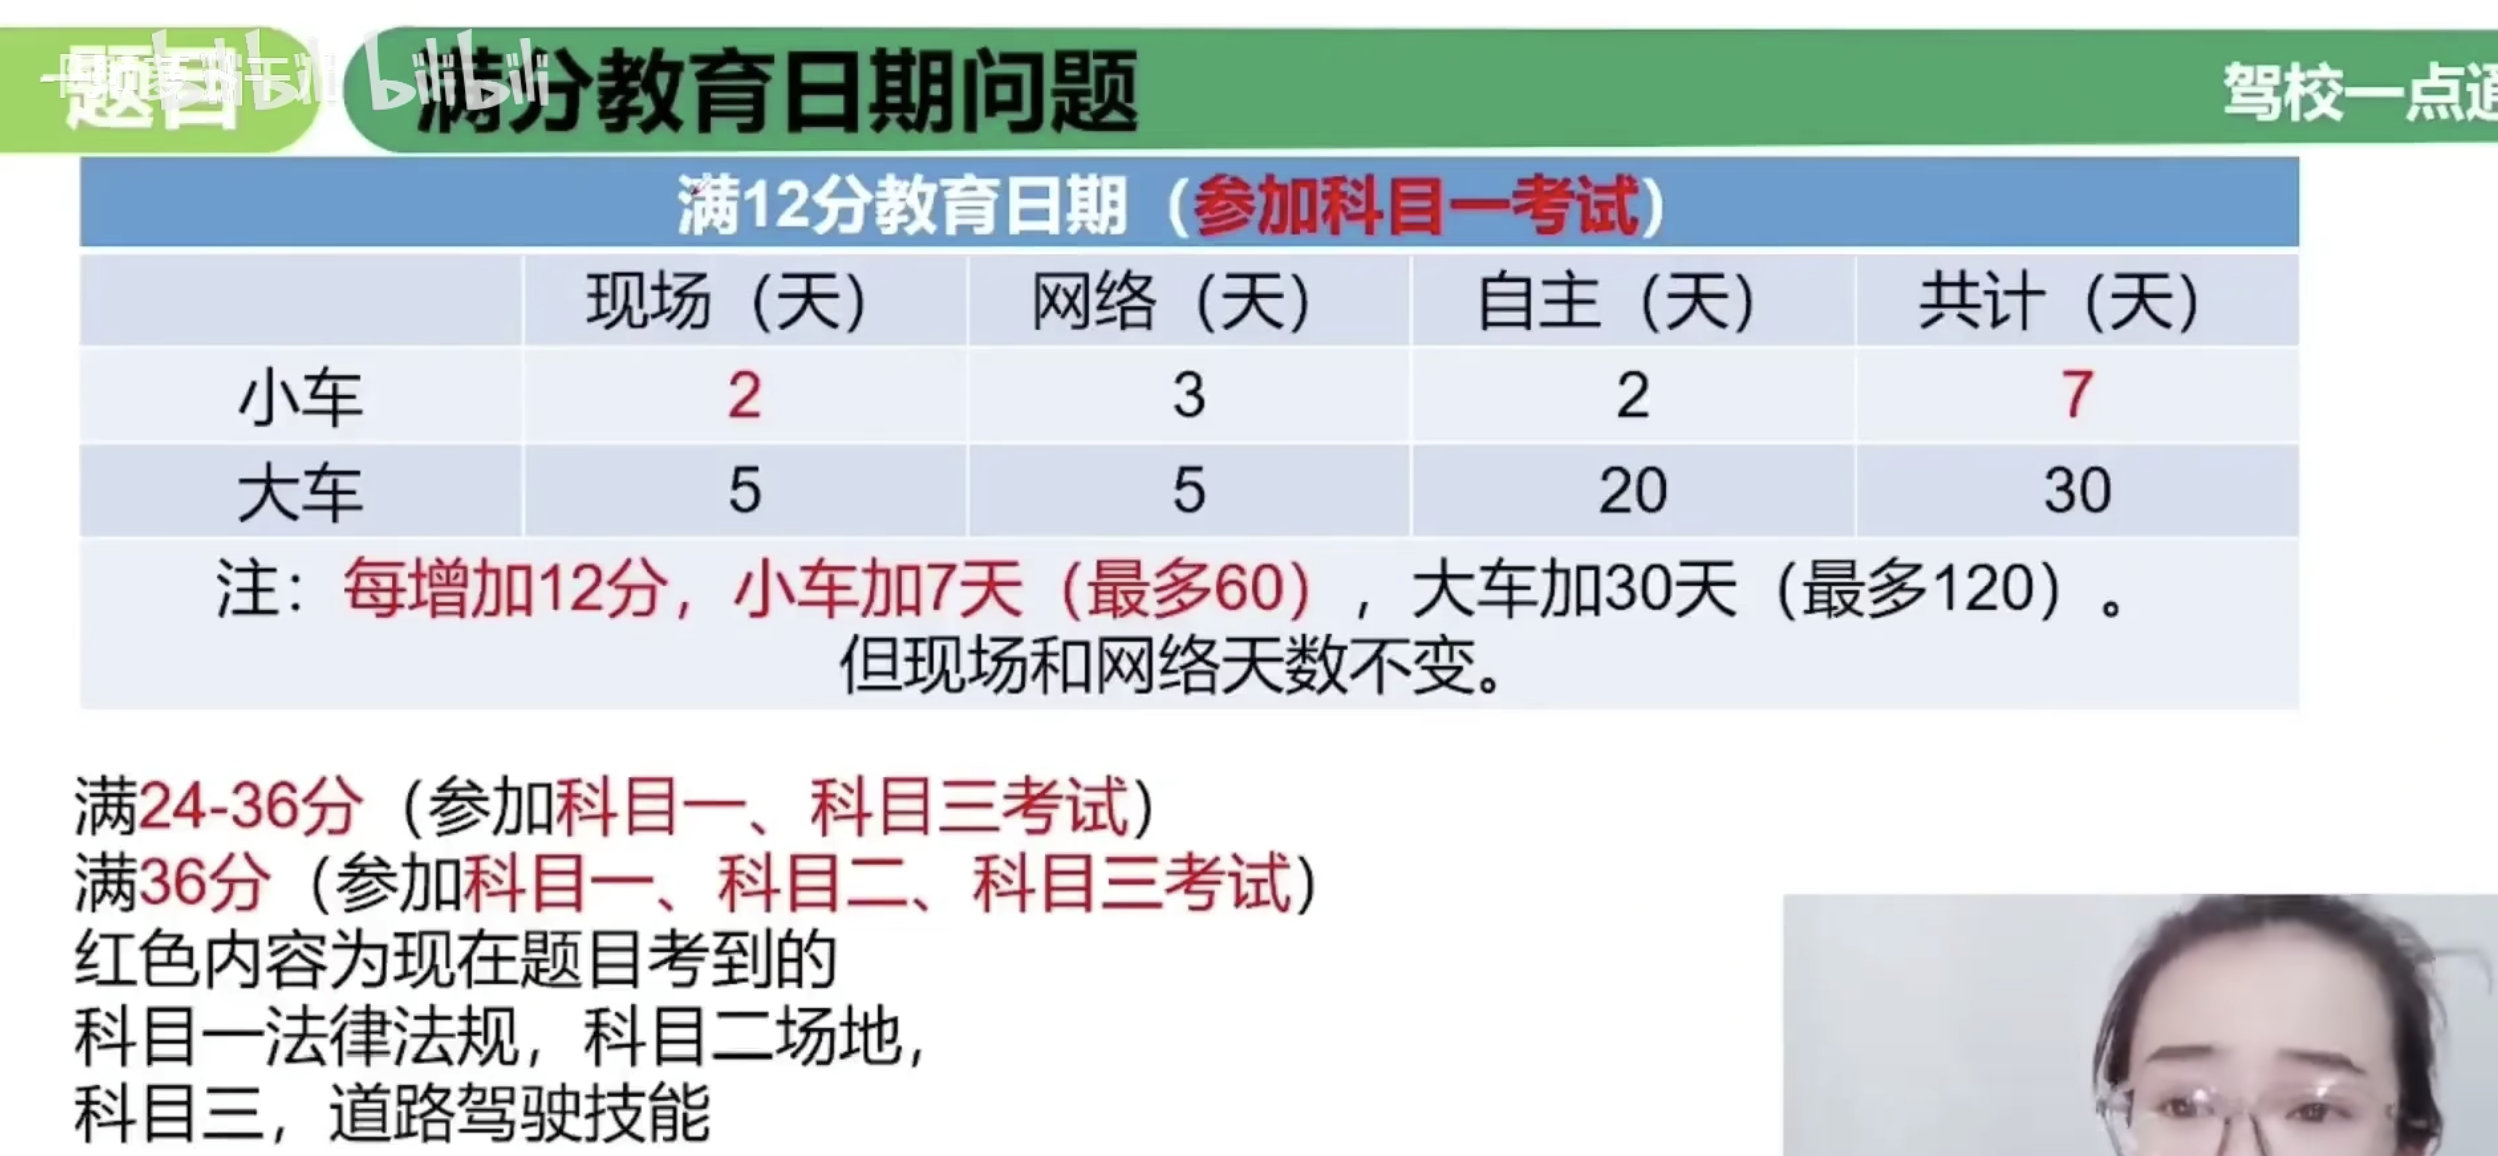 题目
bilibili bilibili
满分教育日期问题
驾校一点通
满12分教育日期（参加科目一考试）
现场（天） 网络（天） 自主（天） 共计（天）
小车 2 3 2 7
大车 5 5 20 30
注：每增加12分，小车加7天（最多60），大车加30天（最多120）。
但现场和网络天数不变。
满24-36分（参加科目一、科目三考试）
满36分（参加科目一、科目二、科目三考试）
红色内容为现在题目考到的
科目一法律法规，科目二场地，
科目三，道路驾驶技能